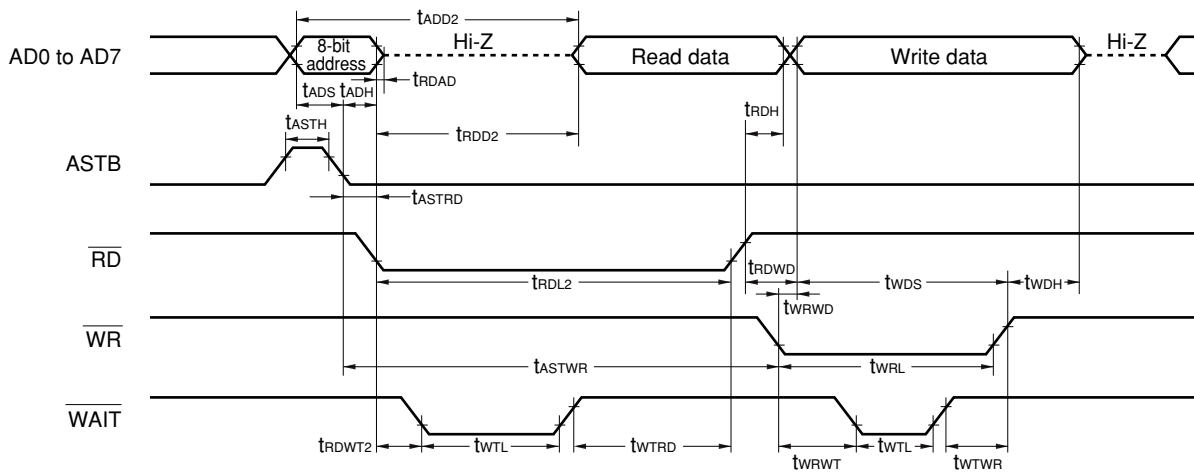 tADD2
AD0 to AD7
8-bit
address
Hi-Z
Read data
Write data
Hi-Z
tRDAD
tADS
tADH
tRDH
tASTH
tRDD2
ASTB
tASTRD
RD
tRDWD
tRDL2
tWDS
tWDH
tWRWD
WR
tASTWR
tWRL
WAIT
tRDWT2
tWTL
tWTRD
tWRWT
tWTL
tWTWR